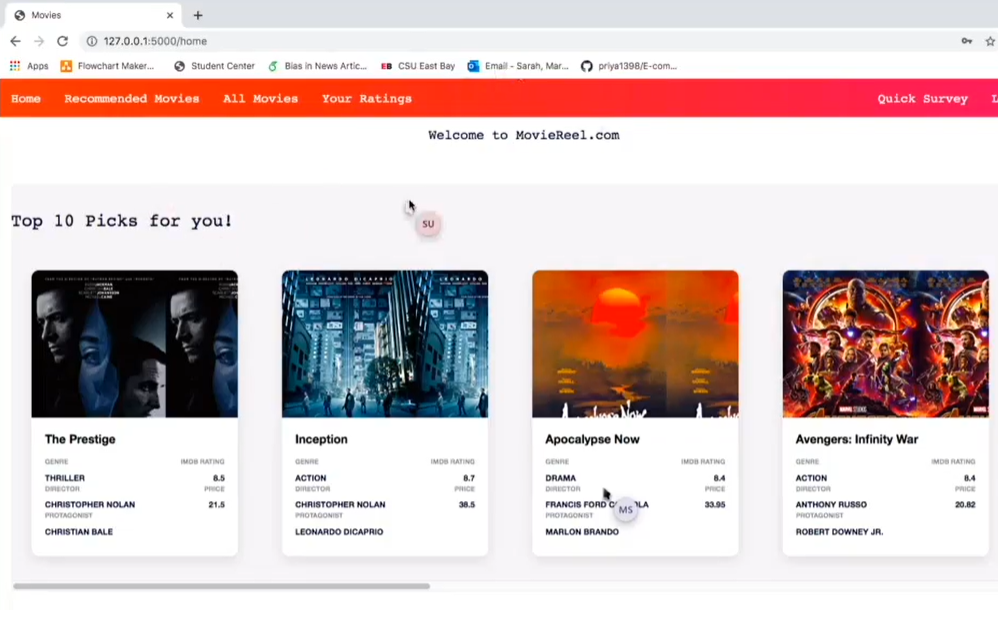 Movies
127.0.0.1:5000/home
Apps Flowchart Maker... Student Center Bias in News Artic... EB CSU East Bay Email - Sarah, Mar... priya1398/E-com...
Home Recommended Movies All Movies Your Ratings Quick Survey L
Welcome to MovieReel.com
Top 10 Picks for you!
SU
LEONARDO DICAPRIO
Apocalypse Now
MARVEL STUDIOS
The Prestige
GENRE IMDB RATING
THRILLER 8.5
DIRECTOR PRICE
CHRISTOPHER NOLAN 21.5
PROTAGONIST
CHRISTIAN BALE
Inception
GENRE IMDB RATING
ACTION 8.7
DIRECTOR PRICE
CHRISTOPHER NOLAN 38.5
PROTAGONIST
LEONARDO DICAPRIO
Apocalypse Now
GENRE IMDB RATING
DRAMA 8.4
DIRECTOR PRICE
FRANCIS FORD C LA 33.95
PROTAGONIST
MARLON BRANDO
MS
Avengers: Infinity War
GENRE IMDB RATING
ACTION 8.4
DIRECTOR PRICE
ANTHONY RUSSO 20.82
PROTAGONIST
ROBERT DOWNEY JR.